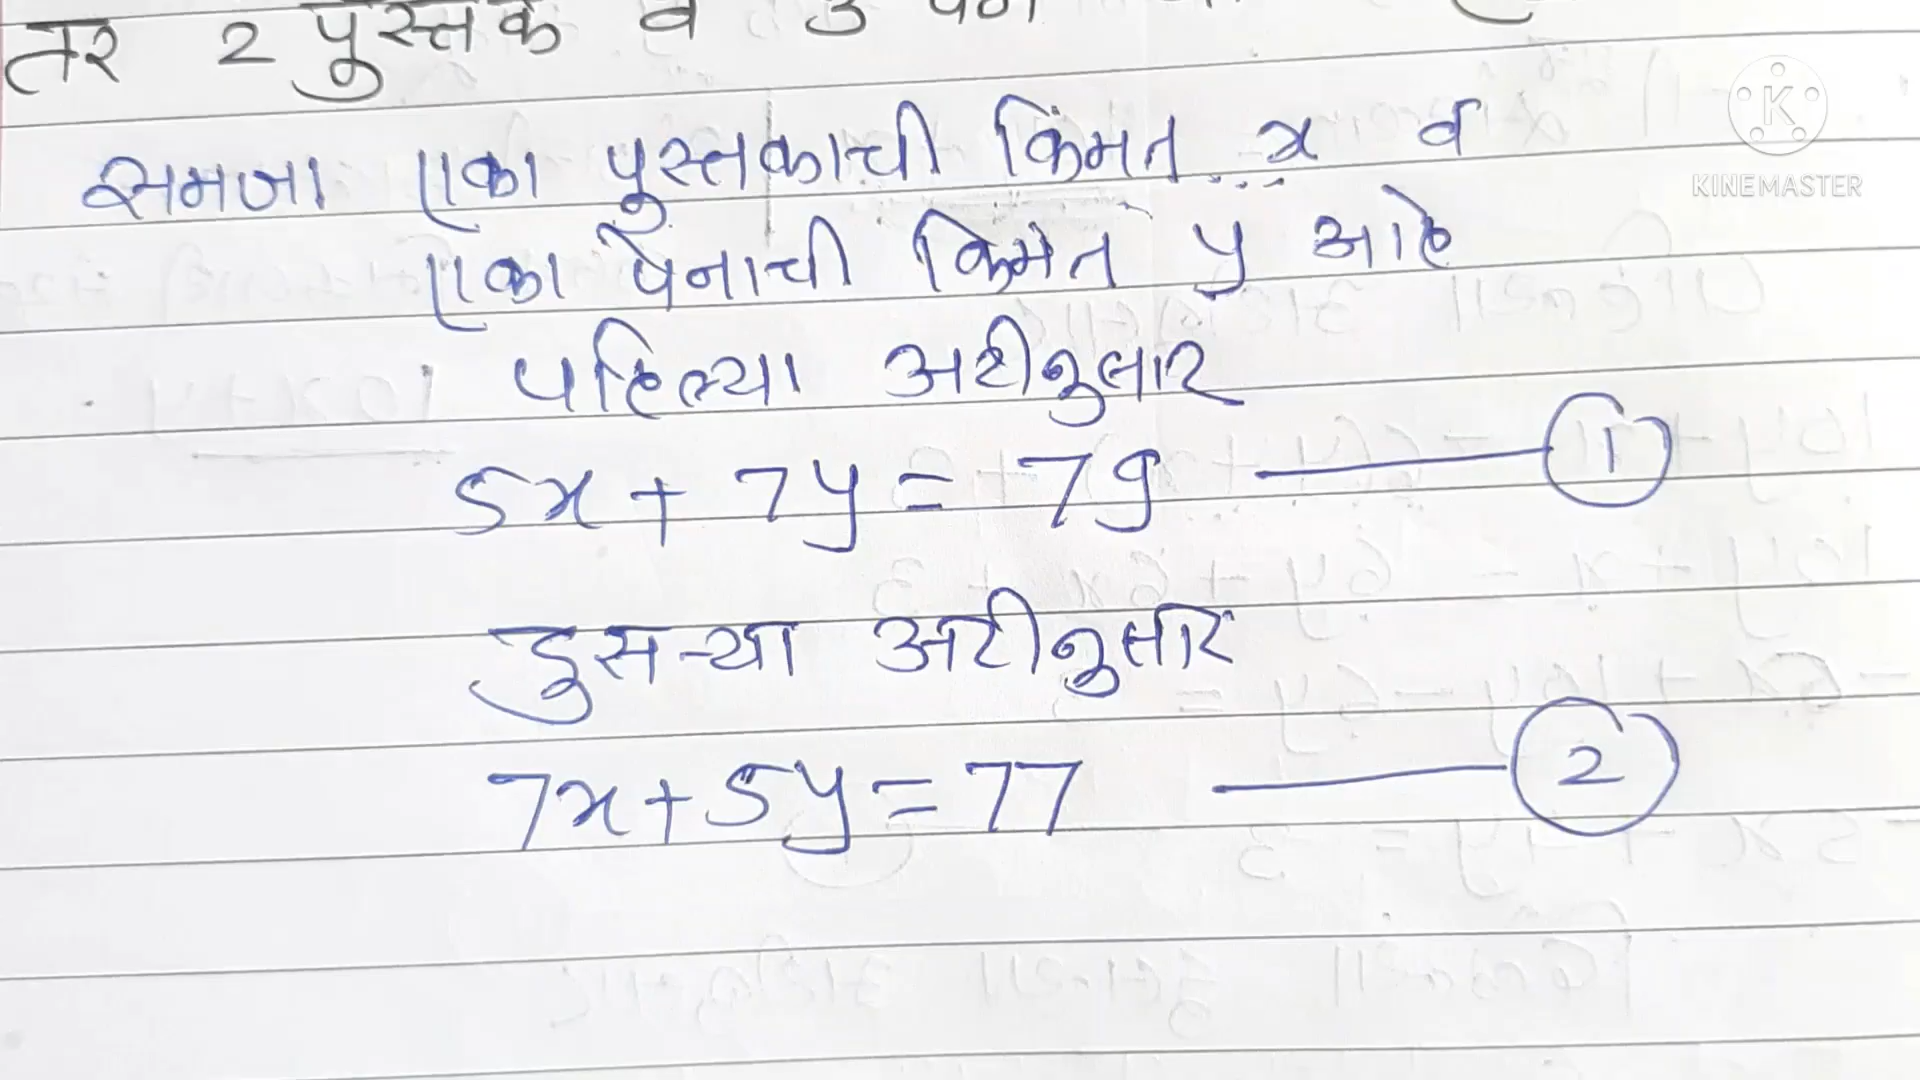 तर 2 पुस्तके व 3
समजा एका पुस्तकाची किंमत x व
एका पेनाची किंमत y आहे
पहिल्या अटीनुसार
5x + 7y = 79 ——— 1
दुसऱ्या अटीनुसार
7x + 5y = 77 ——— 2
K
KINEMASTER